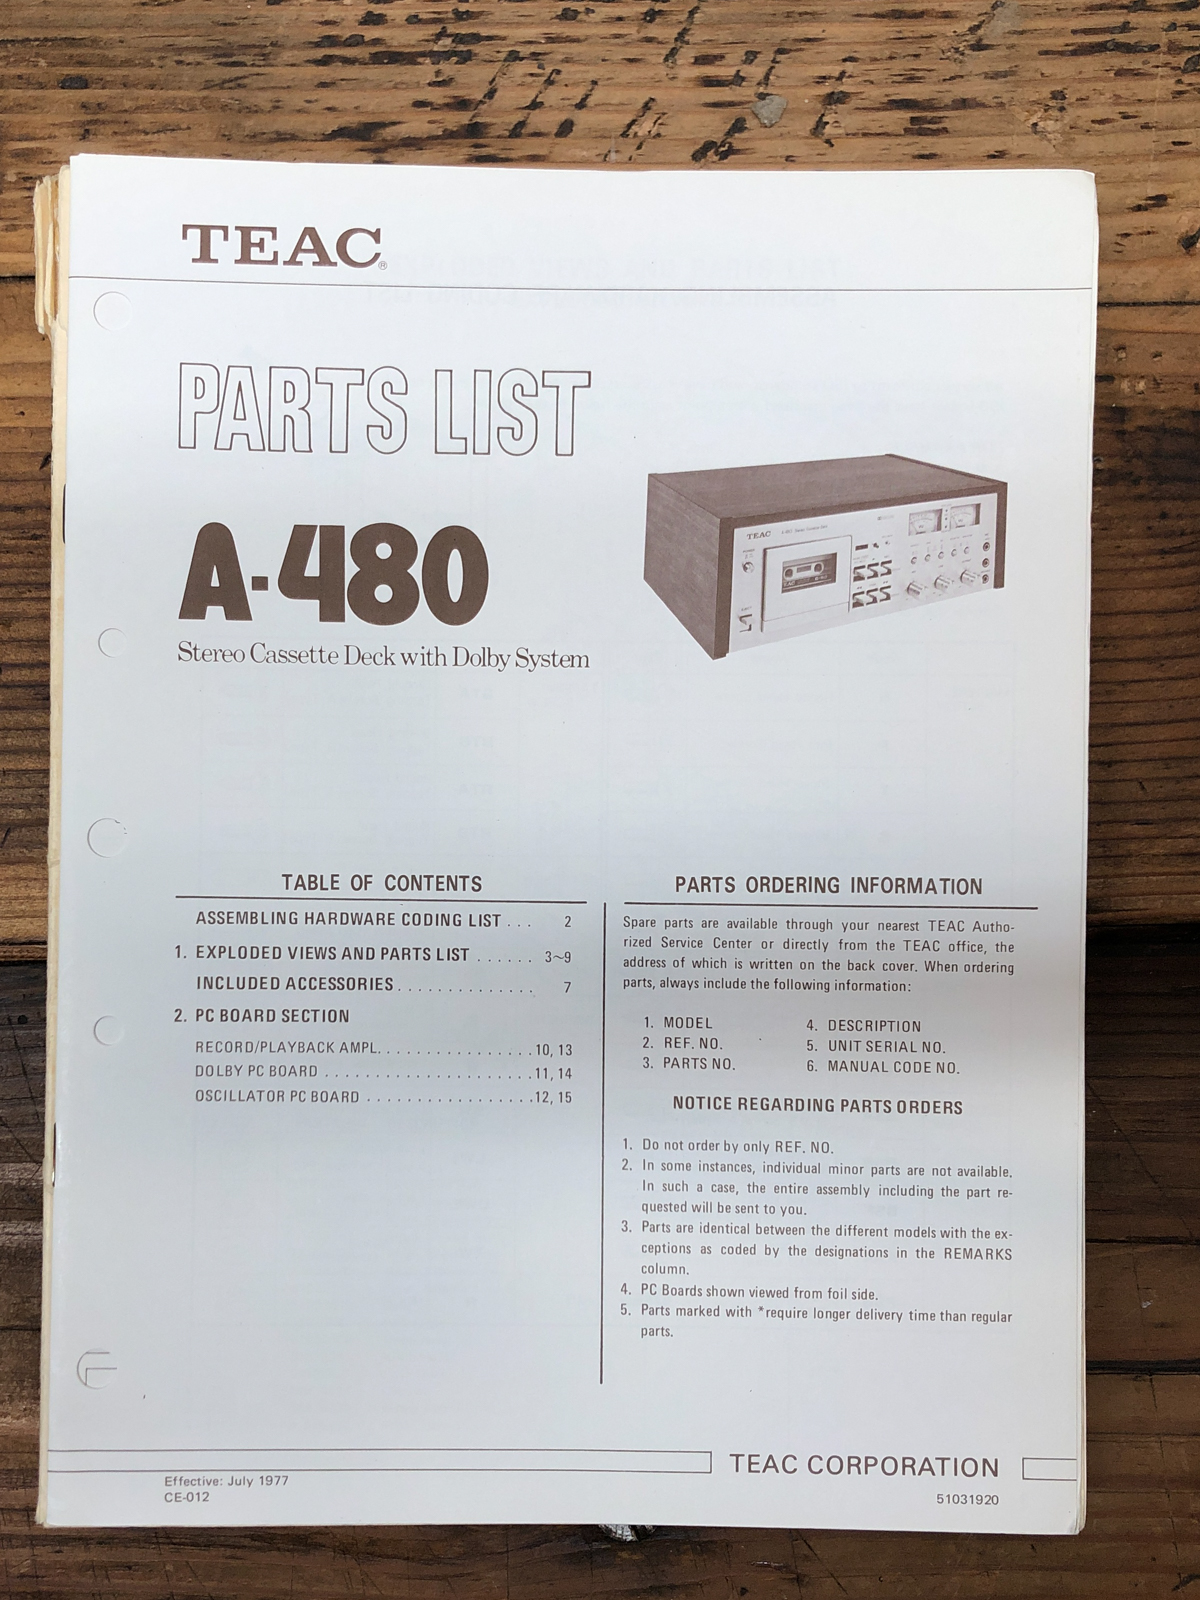 TEAC®
PARTS LIST
A-480
Stereo Cassette Deck with Dolby System
TEAC
TABLE OF CONTENTS
ASSEMBLING HARDWARE CODING LIST . . . 2
1. EXPLODED VIEWS AND PARTS LIST . . . . . . 3~9
INCLUDED ACCESSORIES. . . . . . . . . . . . . . 7
2. PC BOARD SECTION
RECORD/PLAYBACK AMPL. . . . . . . . . . . . . . . . 10, 13
DOLBY PC BOARD . . . . . . . . . . . . . . . . . . . . . 11, 14
OSCILLATOR PC BOARD . . . . . . . . . . . . . . . . . 12, 15
PARTS ORDERING INFORMATION
Spare parts are available through your nearest TEAC Autho-
rized Service Center or directly from the TEAC office, the
address of which is written on the back cover. When ordering
parts, always include the following information:
1. MODEL
2. REF. NO.
3. PARTS NO.
4. DESCRIPTION
5. UNIT SERIAL NO.
6. MANUAL CODE NO.
NOTICE REGARDING PARTS ORDERS
1. Do not order by only REF. NO.
2. In some instances, individual minor parts are not available.
In such a case, the entire assembly including the part re-
quested will be sent to you.
3. Parts are identical between the different models with the ex-
ceptions as coded by the designations in the REMARKS
column.
4. PC Boards shown viewed from foil side.
5. Parts marked with *require longer delivery time than regular
parts.
TEAC CORPORATION
Effective: July 1977
CE-012
51031920